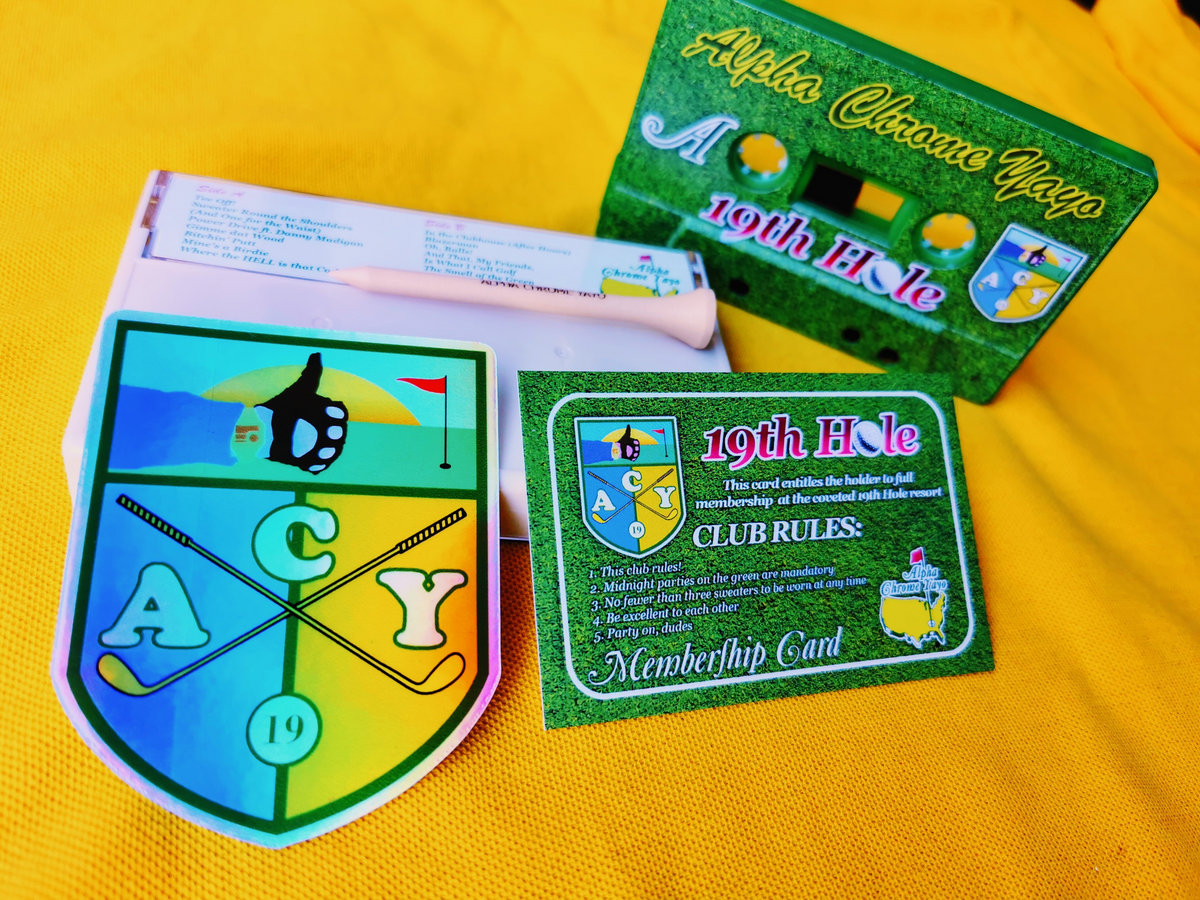 Alpha Chrome Yayo
A
19th Hole
A C Y
Side A
Tee Off!
Sweater Round the Shoulders
(And One for the Waist)
Power Drive ft. Danny Madigan
Gimme dat Wood
Bitchin' Putt
Mine's a Birdie
Where the HELL is that
Side B
In the Clubhouse (After Hours)
Oh, Balls!
And That, My Friends,
Is What I Call Golf
The Smell of the Green
Alpha
Chrome Yayo
ALPHA CHROME YAYO
A C Y
19
A C Y
19
19th Hole
This card entitles the holder to full
membership at the coveted 19th Hole resort
CLUB RULES:
1. This club rules!
2. Midnight parties on the green are mandatory
3. No fewer than three sweaters to be worn at any time
4. Be excellent to each other
5. Party on, dudes
Memberſhip Card
Alpha
Chrome Yayo